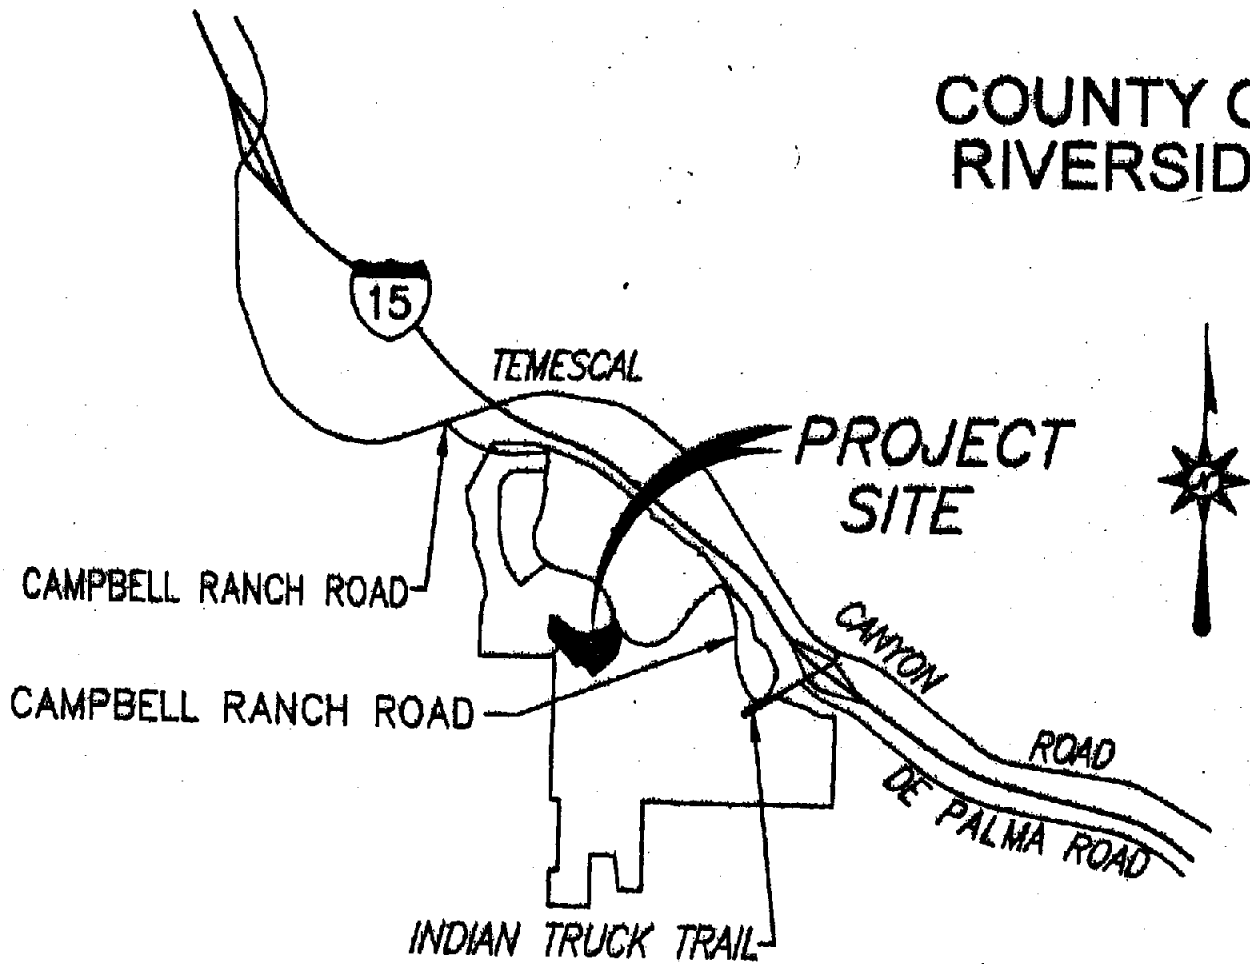 COUNTY
RIVERSID
15
TEMESCAL
PROJECT
SITE
CAMPBELL RANCH ROAD
CANYON
CAMPBELL RANCH ROAD
ROAD
DE PALMA ROAD
INDIAN TRUCK TRAIL
N